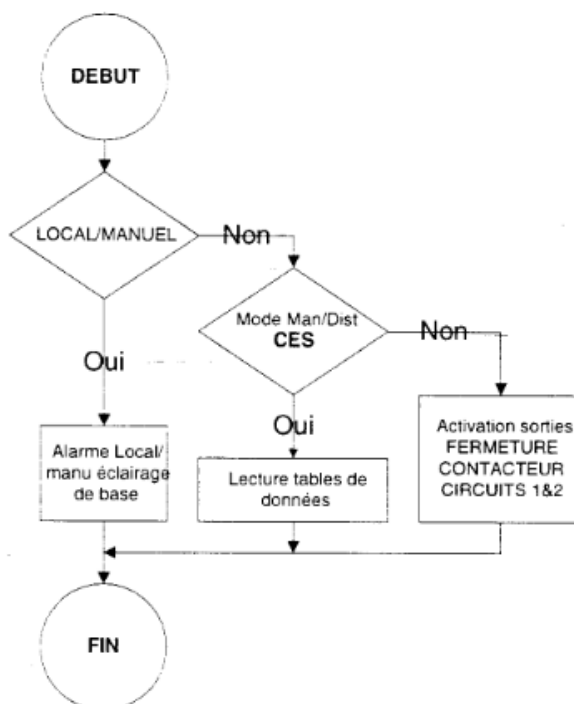 DEBUT
LOCAL/MANUEL
Non
Mode Man/Dist
CES
Non
Oui
Oui
Alarme Local/
manu éclairage
de base
Lecture tables de
données
Activation sorties
FERMETURE
CONTACTEUR
CIRCUITS 1&2
FIN